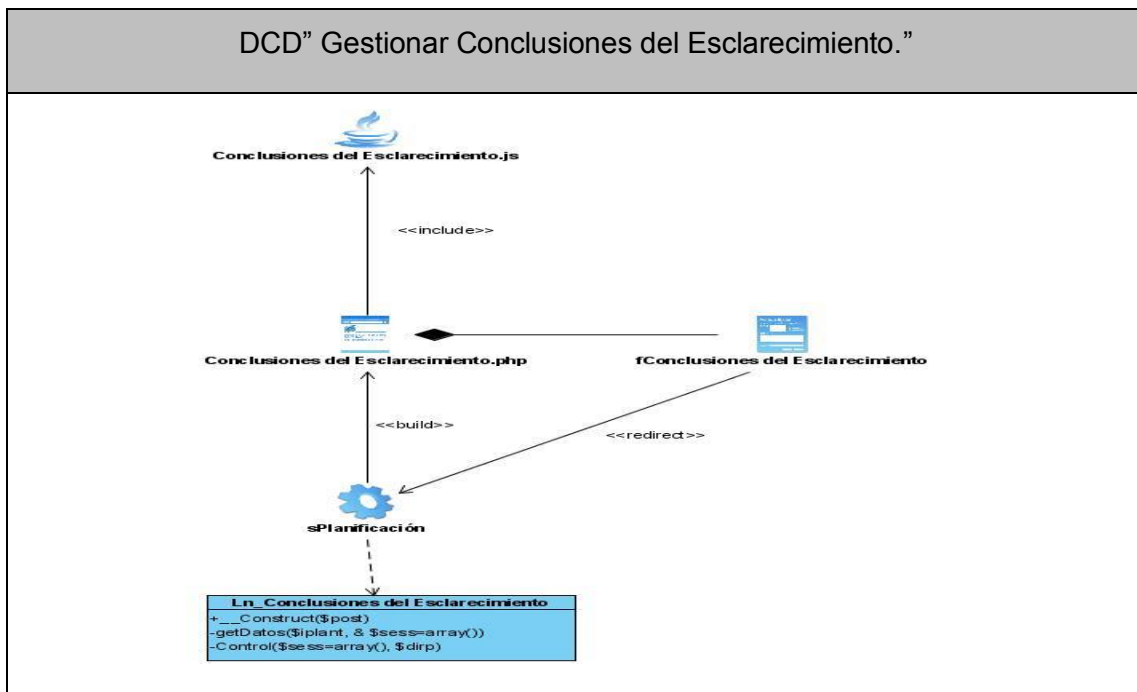 DCD” Gestionar Conclusiones del Esclarecimiento.”
Conclusiones del Esclarecimiento.js
<<include>>
Conclusiones del Esclarecimiento.php
fConclusiones del Esclarecimiento
<<build>>
<<redirect>>
sPlanificación
Ln_Conclusiones del Esclarecimiento
+__Construct($post)
-getDatos($iplant, & $sess=array())
-Control($sess=array(), $dirp)